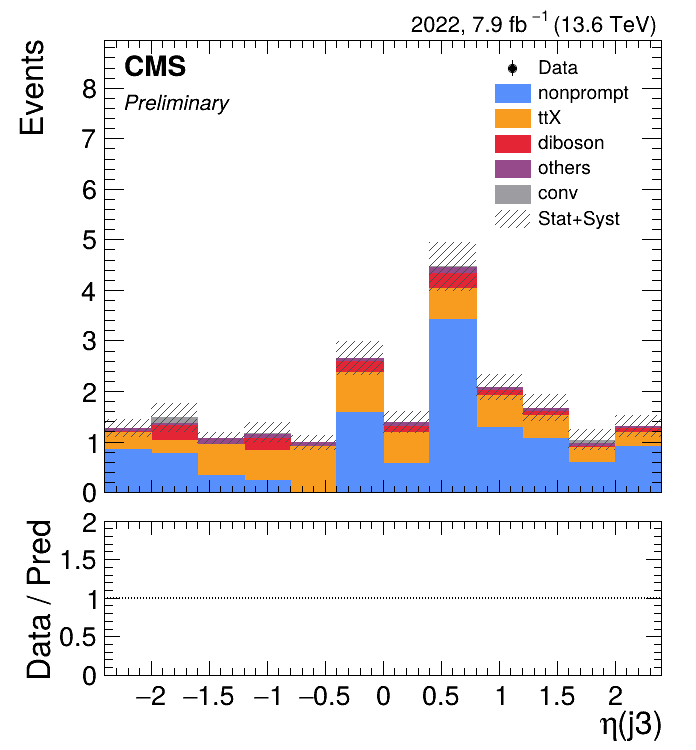 2022, 7.9 fb⁻¹ (13.6 TeV)
CMS
Preliminary
Events
Data
nonprompt
ttX
diboson
others
conv
Stat+Syst
8
7
6
5
4
3
2
1
0
Data / Pred
2
1.5
1
0.5
0
−2 −1.5 −1 −0.5 0 0.5 1 1.5 2
η(j3)